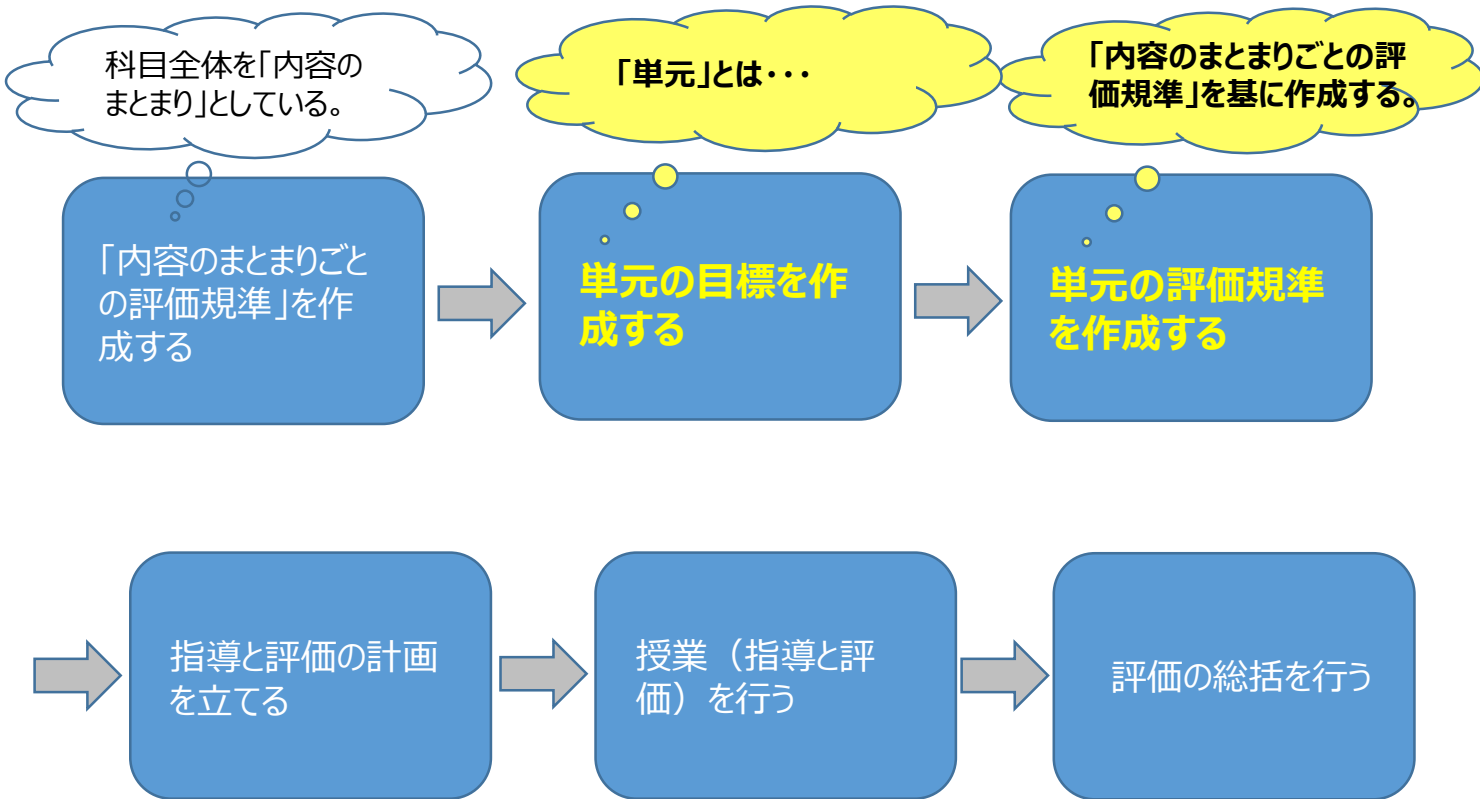 科目全体を「内容の
まとまり」としている。
「単元」とは・・・
「内容のまとまりごとの評
価規準」を基に作成する。
「内容のまとまりごと
の評価規準」を作
成する
単元の目標を作
成する
単元の評価規準
を作成する
指導と評価の計画
を立てる
授業（指導と評
価）を行う
評価の総括を行う